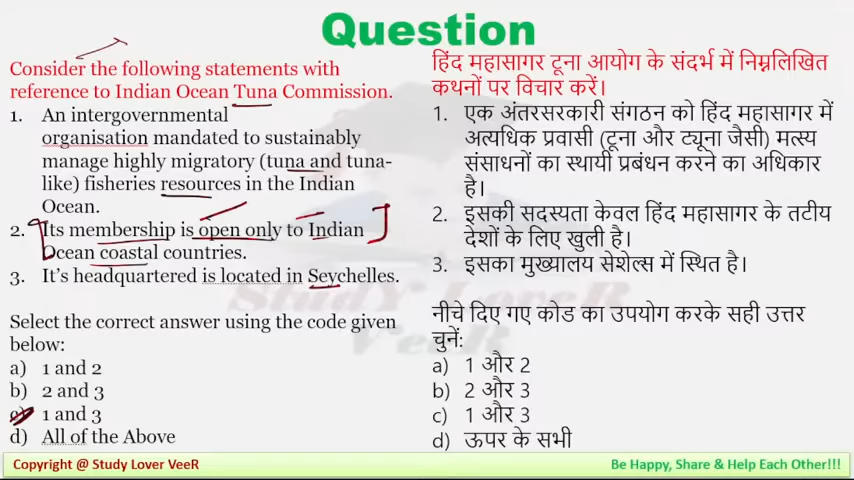 Question
Consider the following statements with
reference to Indian Ocean Tuna Commission.
1. An intergovernmental
organisation mandated to sustainably
manage highly migratory (tuna and tuna-
like) fisheries resources in the Indian
Ocean.
2. Its membership is open only to Indian
Ocean coastal countries.
3. It's headquartered is located in Seychelles.
Select the correct answer using the code given
below:
a) 1 and 2
b) 2 and 3
c) 1 and 3
d) All of the Above
हिंद महासागर टूना आयोग के संदर्भ में निम्नलिखित
कथनों पर विचार करें।
1. एक अंतरसरकारी संगठन को हिंद महासागर में
अत्यधिक प्रवासी (टूना और ट्यूना जैसी) मत्स्य
संसाधनों का स्थायी प्रबंधन करने का अधिकार
है।
2. इसकी सदस्यता केवल हिंद महासागर के तटीय
देशों के लिए खुली है।
3. इसका मुख्यालय सेशेल्स में स्थित है।
नीचे दिए गए कोड का उपयोग करके सही उत्तर
चुनें:
a) 1 और 2
b) 2 और 3
c) 1 और 3
d) ऊपर के सभी
StudY LoveR
VeeR
Copyright @ Study Lover VeeR
Be Happy, Share & Help Each Other!!!